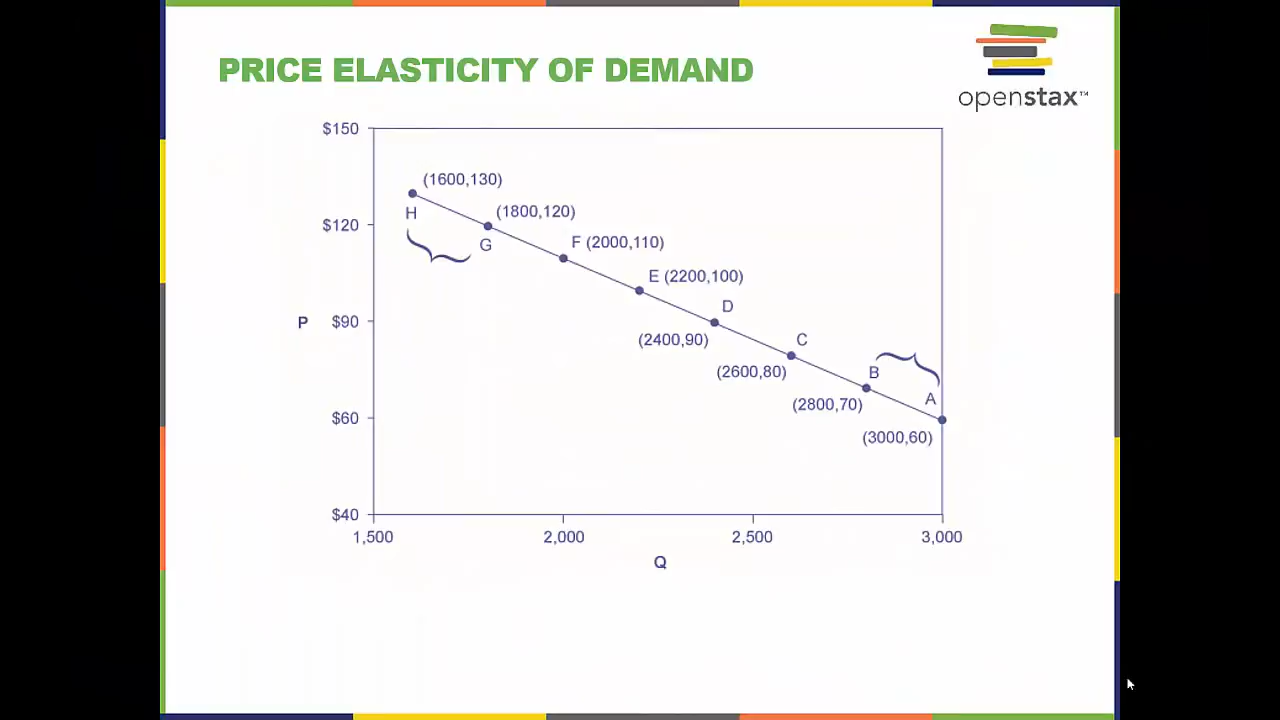 PRICE ELASTICITY OF DEMAND
openstax™
$150
(1600,130)
H
(1800,120)
$120
G
F (2000,110)
E (2200,100)
D
P
$90
(2400,90)
C
(2600,80)
B
(2800,70)
A
$60
(3000,60)
$40
1,500
2,000
2,500
3,000
Q